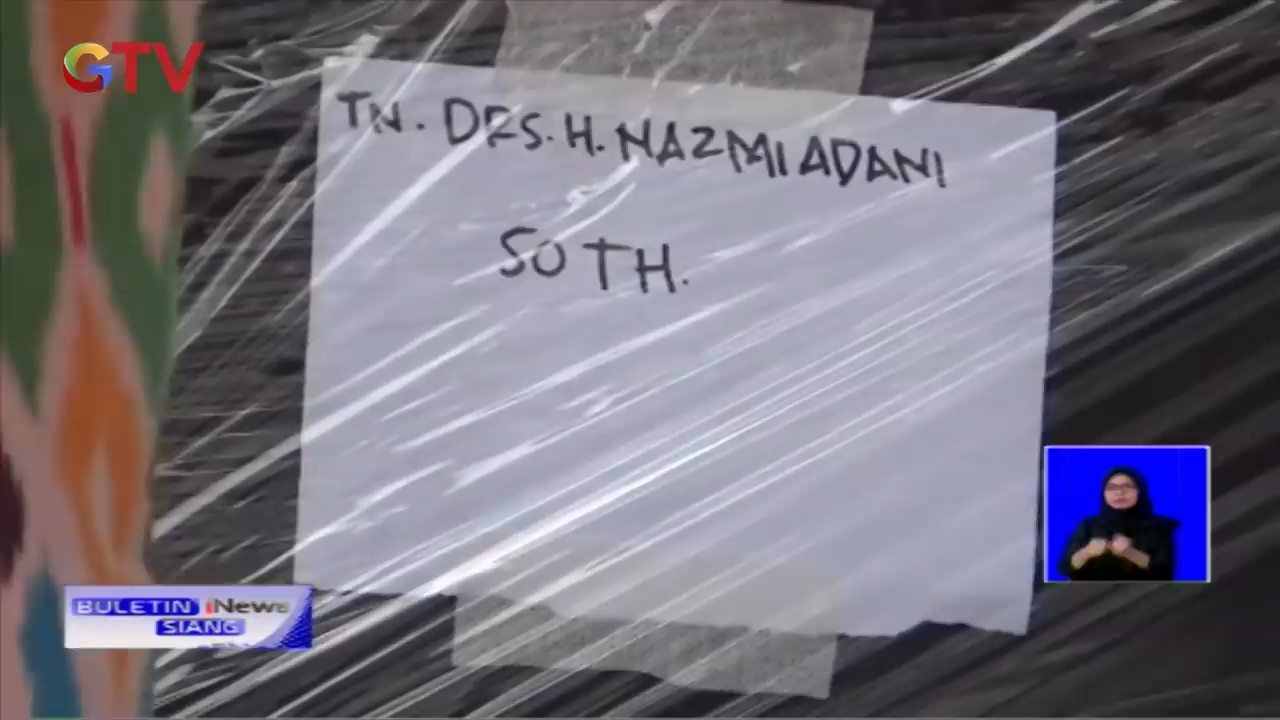 GTV
TN. DRS. H. NAZMI ADANI
50 TH.
BULETIN iNews
SIANG